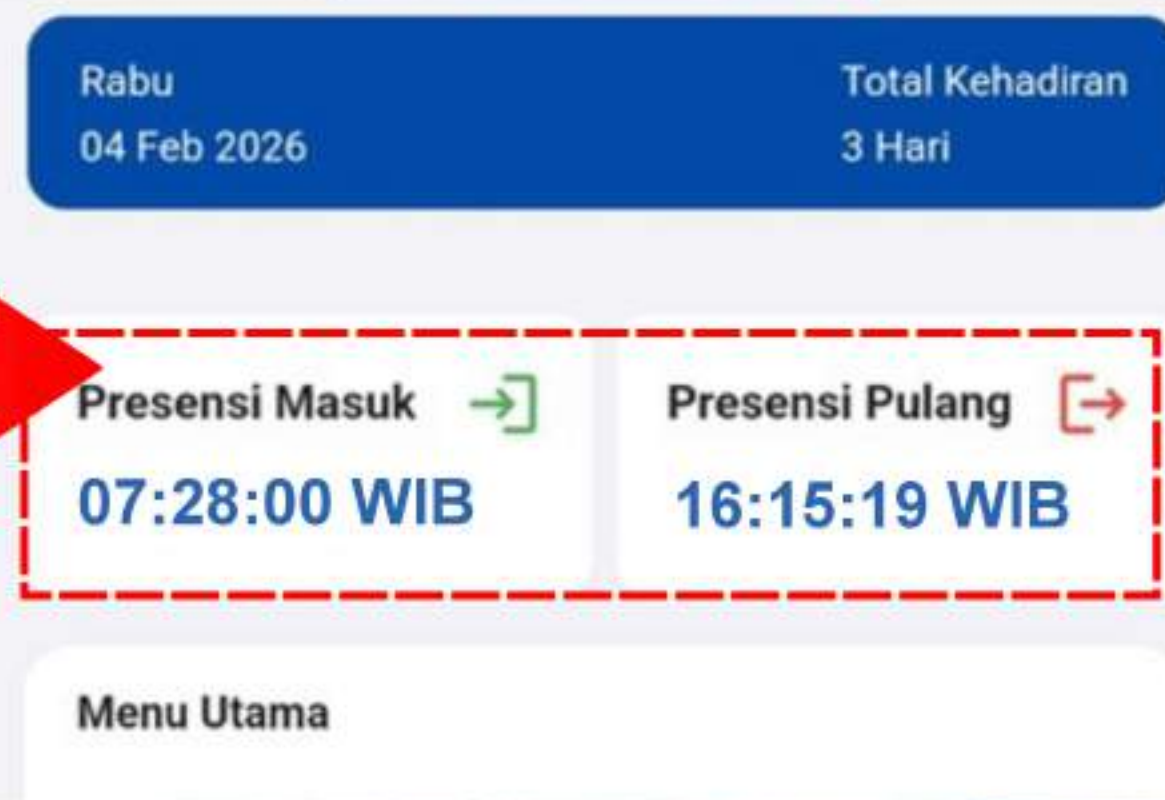 Rabu
Total Kehadiran
04 Feb 2026
3 Hari
Presensi Masuk
Presensi Pulang
07:28:00 WIB
16:15:19 WIB
Menu Utama